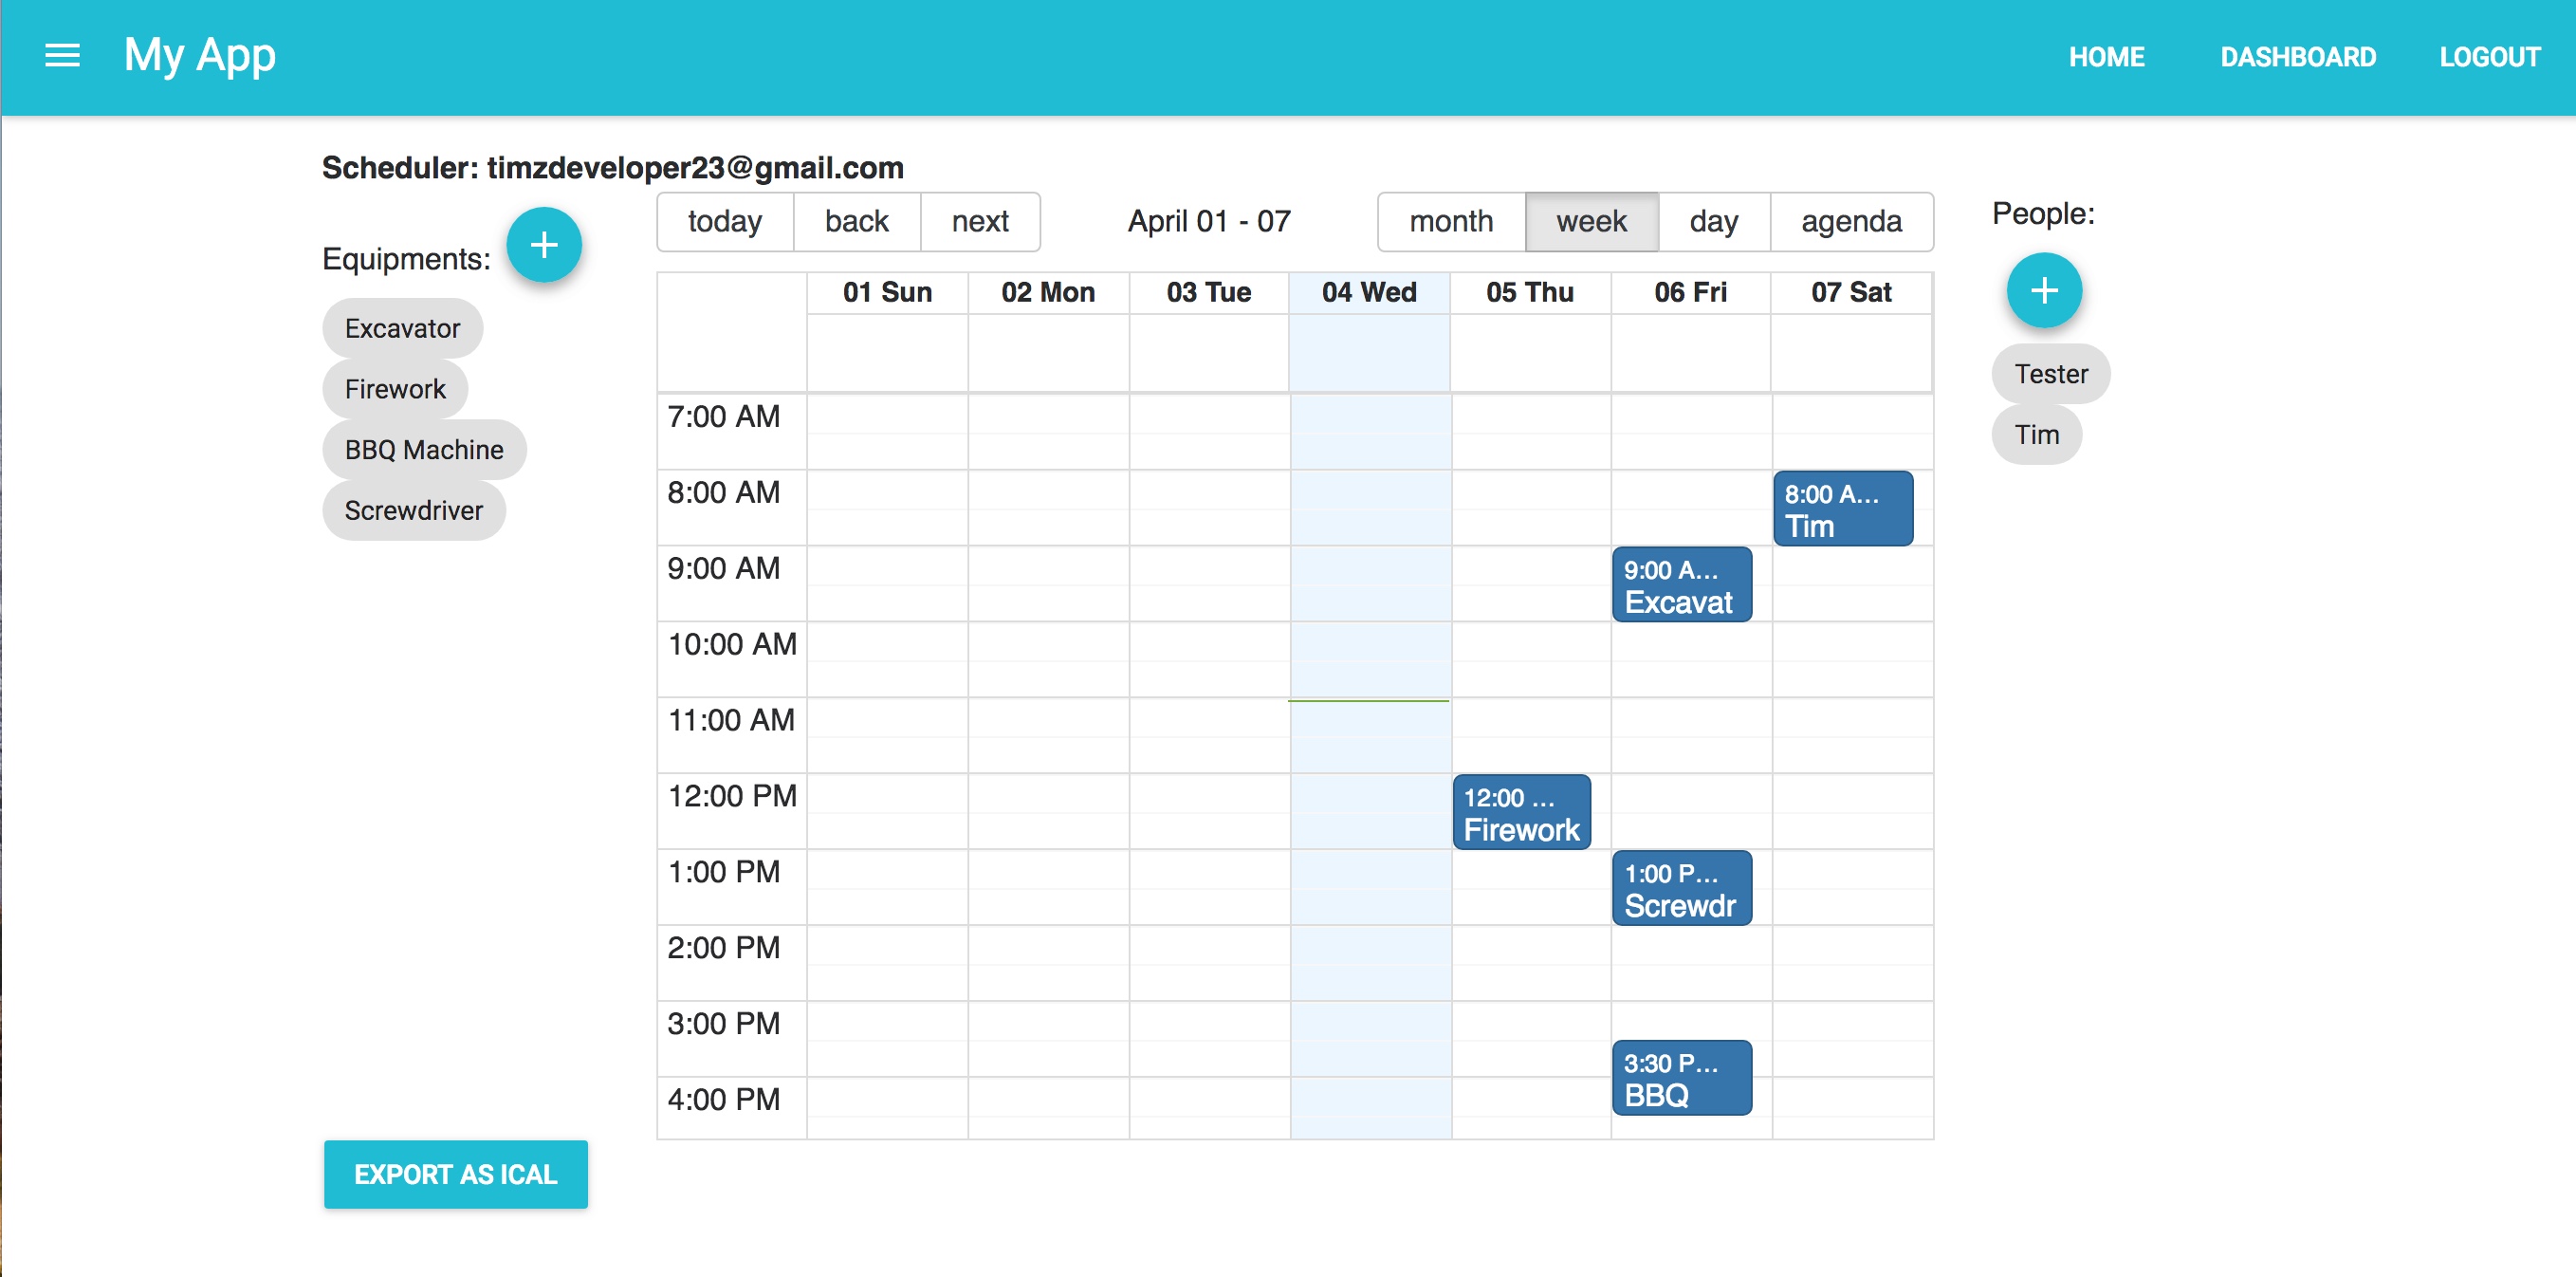 My App
HOME DASHBOARD LOGOUT
Scheduler: timzdeveloper23@gmail.com
Equipments: +
Excavator
Firework
BBQ Machine
Screwdriver
today back next
April 01 - 07
month week day agenda
01 Sun 02 Mon 03 Tue 04 Wed 05 Thu 06 Fri 07 Sat
7:00 AM
8:00 AM
9:00 AM
10:00 AM
11:00 AM
12:00 PM
1:00 PM
2:00 PM
3:00 PM
4:00 PM
8:00 A...
Tim
9:00 A...
Excavat
12:00 ...
Firework
1:00 P...
Screwdr
3:30 P...
BBQ
People:
+
Tester
Tim
EXPORT AS ICAL